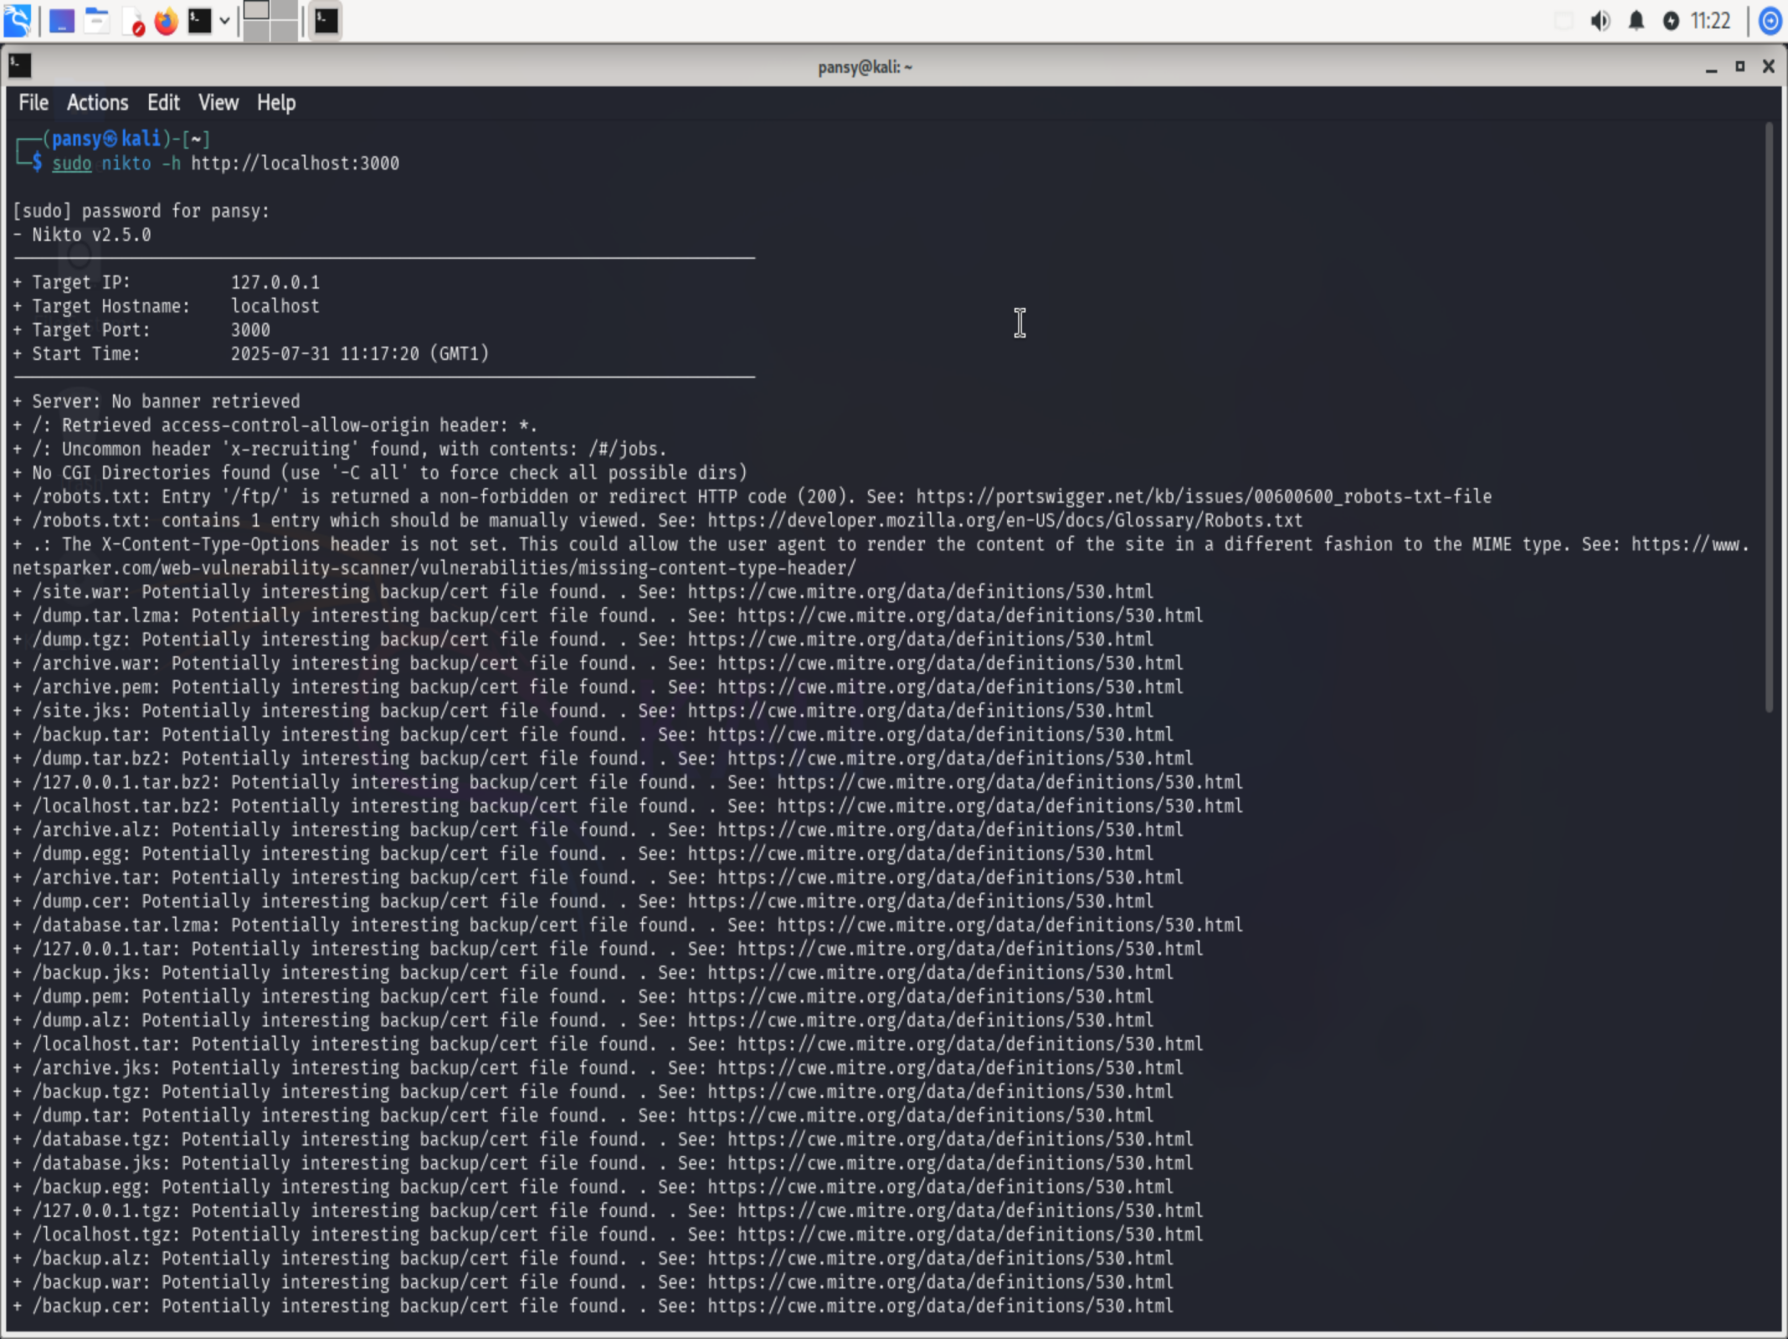 11:22
pansy@kali: ~
File Actions Edit View Help
┌──(pansy㉿kali)-[~]
└─$ sudo nikto -h http://localhost:3000
[sudo] password for pansy:
- Nikto v2.5.0
+ Target IP: 127.0.0.1
+ Target Hostname: localhost
+ Target Port: 3000
+ Start Time: 2025-07-31 11:17:20 (GMT1)
+ Server: No banner retrieved
+ /: Retrieved access-control-allow-origin header: *.
+ /: Uncommon header 'x-recruiting' found, with contents: /#/jobs.
+ No CGI Directories found (use '-C all' to force check all possible dirs)
+ /robots.txt: Entry '/ftp/' is returned a non-forbidden or redirect HTTP code (200). See: https://portswigger.net/kb/issues/00600600_robots-txt-file
+ /robots.txt: contains 1 entry which should be manually viewed. See: https://developer.mozilla.org/en-US/docs/Glossary/Robots.txt
+ .: The X-Content-Type-Options header is not set. This could allow the user agent to render the content of the site in a different fashion to the MIME type. See: https://www.
netsparker.com/web-vulnerability-scanner/vulnerabilities/missing-content-type-header/
+ /site.war: Potentially interesting backup/cert file found. . See: https://cwe.mitre.org/data/definitions/530.html
+ /dump.tar.lzma: Potentially interesting backup/cert file found. . See: https://cwe.mitre.org/data/definitions/530.html
+ /dump.tgz: Potentially interesting backup/cert file found. . See: https://cwe.mitre.org/data/definitions/530.html
+ /archive.war: Potentially interesting backup/cert file found. . See: https://cwe.mitre.org/data/definitions/530.html
+ /archive.pem: Potentially interesting backup/cert file found. . See: https://cwe.mitre.org/data/definitions/530.html
+ /site.jks: Potentially interesting backup/cert file found. . See: https://cwe.mitre.org/data/definitions/530.html
+ /backup.tar: Potentially interesting backup/cert file found. . See: https://cwe.mitre.org/data/definitions/530.html
+ /dump.tar.bz2: Potentially interesting backup/cert file found. . See: https://cwe.mitre.org/data/definitions/530.html
+ /127.0.0.1.tar.bz2: Potentially interesting backup/cert file found. . See: https://cwe.mitre.org/data/definitions/530.html
+ /localhost.tar.bz2: Potentially interesting backup/cert file found. . See: https://cwe.mitre.org/data/definitions/530.html
+ /archive.alz: Potentially interesting backup/cert file found. . See: https://cwe.mitre.org/data/definitions/530.html
+ /dump.egg: Potentially interesting backup/cert file found. . See: https://cwe.mitre.org/data/definitions/530.html
+ /archive.tar: Potentially interesting backup/cert file found. . See: https://cwe.mitre.org/data/definitions/530.html
+ /dump.cer: Potentially interesting backup/cert file found. . See: https://cwe.mitre.org/data/definitions/530.html
+ /database.tar.lzma: Potentially interesting backup/cert file found. . See: https://cwe.mitre.org/data/definitions/530.html
+ /127.0.0.1.tar: Potentially interesting backup/cert file found. . See: https://cwe.mitre.org/data/definitions/530.html
+ /backup.jks: Potentially interesting backup/cert file found. . See: https://cwe.mitre.org/data/definitions/530.html
+ /dump.pem: Potentially interesting backup/cert file found. . See: https://cwe.mitre.org/data/definitions/530.html
+ /dump.alz: Potentially interesting backup/cert file found. . See: https://cwe.mitre.org/data/definitions/530.html
+ /localhost.tar: Potentially interesting backup/cert file found. . See: https://cwe.mitre.org/data/definitions/530.html
+ /archive.jks: Potentially interesting backup/cert file found. . See: https://cwe.mitre.org/data/definitions/530.html
+ /backup.tgz: Potentially interesting backup/cert file found. . See: https://cwe.mitre.org/data/definitions/530.html
+ /dump.tar: Potentially interesting backup/cert file found. . See: https://cwe.mitre.org/data/definitions/530.html
+ /database.tgz: Potentially interesting backup/cert file found. . See: https://cwe.mitre.org/data/definitions/530.html
+ /database.jks: Potentially interesting backup/cert file found. . See: https://cwe.mitre.org/data/definitions/530.html
+ /backup.egg: Potentially interesting backup/cert file found. . See: https://cwe.mitre.org/data/definitions/530.html
+ /127.0.0.1.tgz: Potentially interesting backup/cert file found. . See: https://cwe.mitre.org/data/definitions/530.html
+ /localhost.tgz: Potentially interesting backup/cert file found. . See: https://cwe.mitre.org/data/definitions/530.html
+ /backup.alz: Potentially interesting backup/cert file found. . See: https://cwe.mitre.org/data/definitions/530.html
+ /backup.war: Potentially interesting backup/cert file found. . See: https://cwe.mitre.org/data/definitions/530.html
+ /backup.cer: Potentially interesting backup/cert file found. . See: https://cwe.mitre.org/data/definitions/530.html